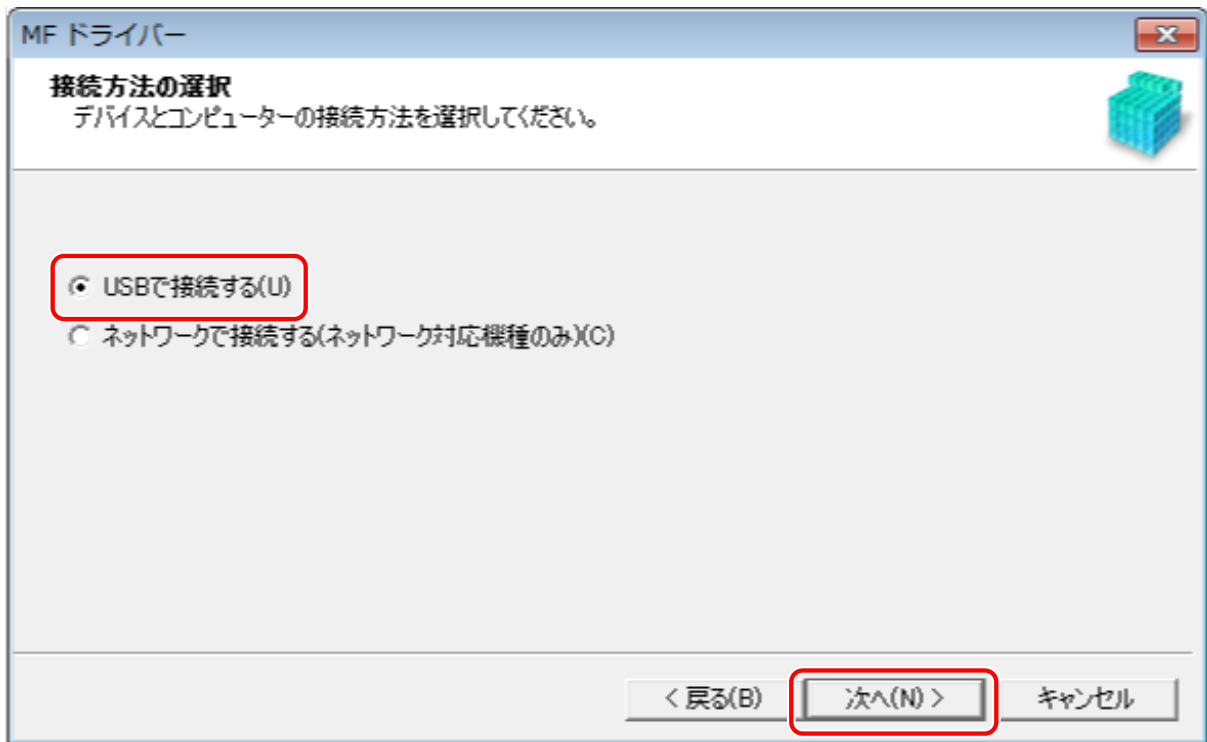 MF ドライバー
接続方法の選択
デバイスとコンピューターの接続方法を選択してください。
USBで接続する(U)
ネットワークで接続する(ネットワーク対応機種のみ)(C)
< 戻る(B) 次へ(N) > キャンセル